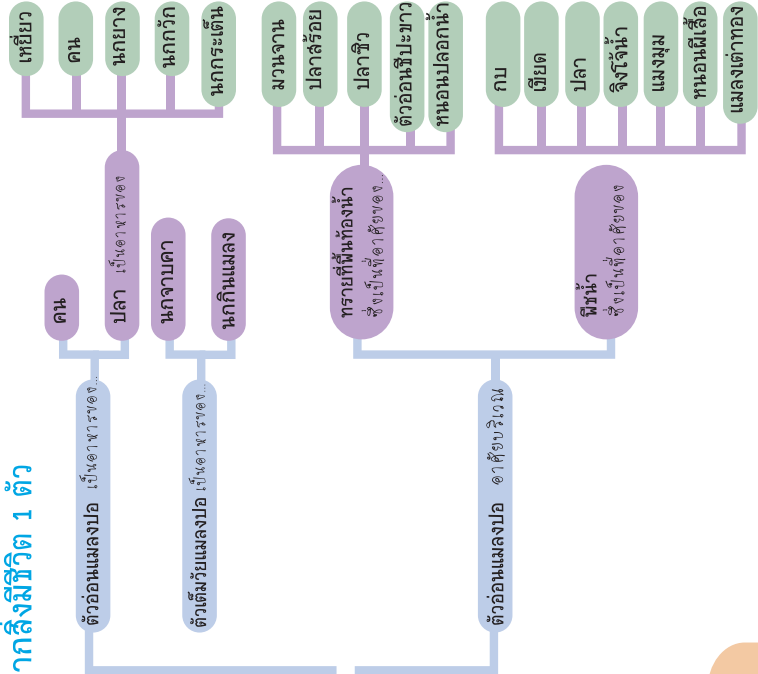 ากสิ่งมีชีวิต 1 ตัว
ตัวอ่อนแมลงปอ เป็นอาหารของ...
คน
ปลา เป็นอาหารของ
เหยี่ยว
คน
นกยาง
นกกวัก
นกกระเต็น
ตัวเต็มวัยแมลงปอ เป็นอาหารของ...
นกจาบคา
นกกินแมลง
ตัวอ่อนแมลงปอ อาศัยบริเวณ
ทรายที่พื้นท้องน้ำ
ซึ่งเป็นที่อาศัยของ...
มวนจาน
ปลาสร้อย
ปลาซิว
ตัวอ่อนชีปะขาว
หนอนปลอกน้ำ
พืชน้ำ
ซึ่งเป็นที่อาศัยของ
กบ
เขียด
ปลา
จิงโจ้น้ำ
แมงมุม
หนอนผีเสื้อ
แมลงเต่าทอง